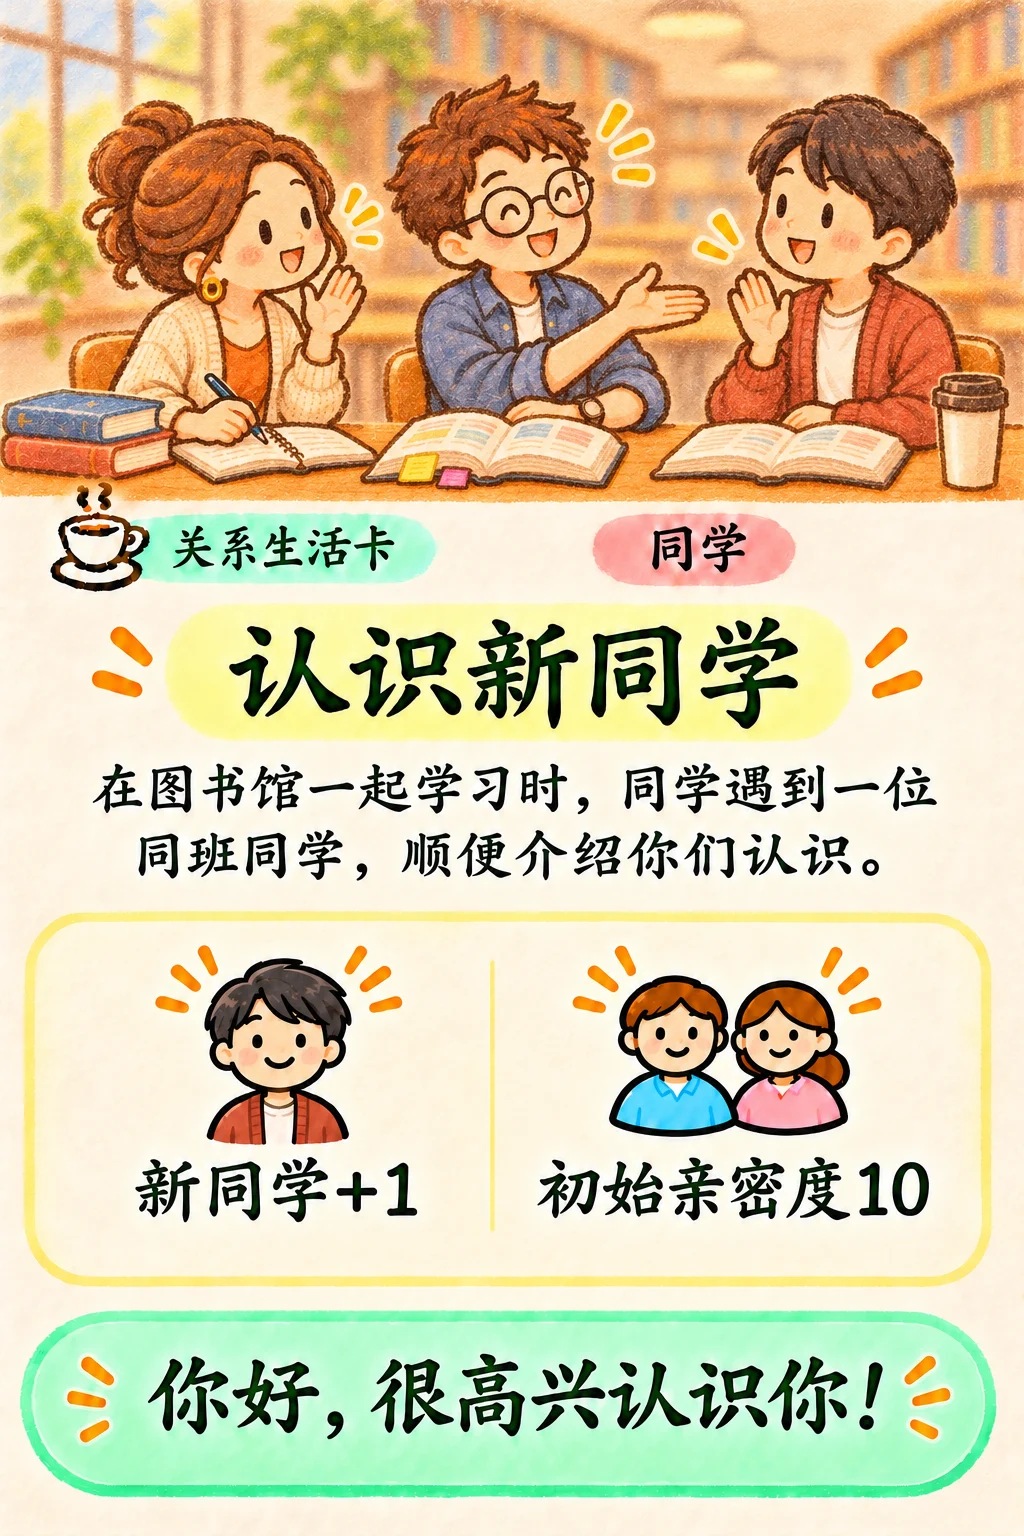 关系生活卡
同学
认识新同学
在图书馆一起学习时，同学遇到一位
同班同学，顺便介绍你们认识。
新同学+1
初始亲密度10
你好，很高兴认识你！